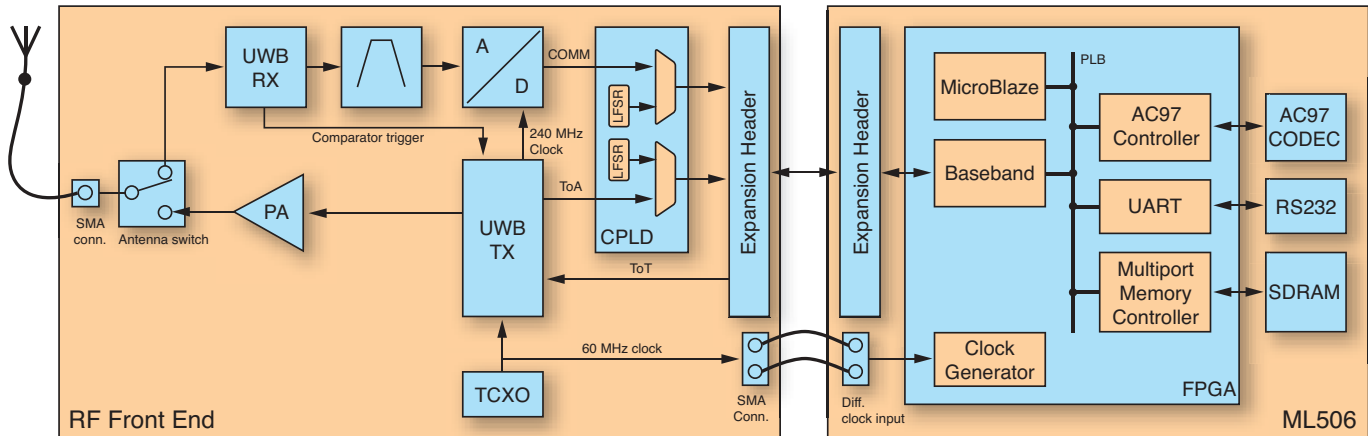 UWB
RX
A
D
COMM
LFSR
LFSR
Comparator trigger
240 MHz
Clock
ToA
SMA
conn.
Antenna switch
PA
UWB
TX
CPLD
ToT
Expansion Header
60 MHz clock
TCXO
SMA
Conn.
RF Front End
Expansion Header
Diff.
clock input
MicroBlaze
Baseband
PLB
AC97
Controller
UART
Multiport
Memory
Controller
Clock
Generator
FPGA
AC97
CODEC
RS232
SDRAM
ML506